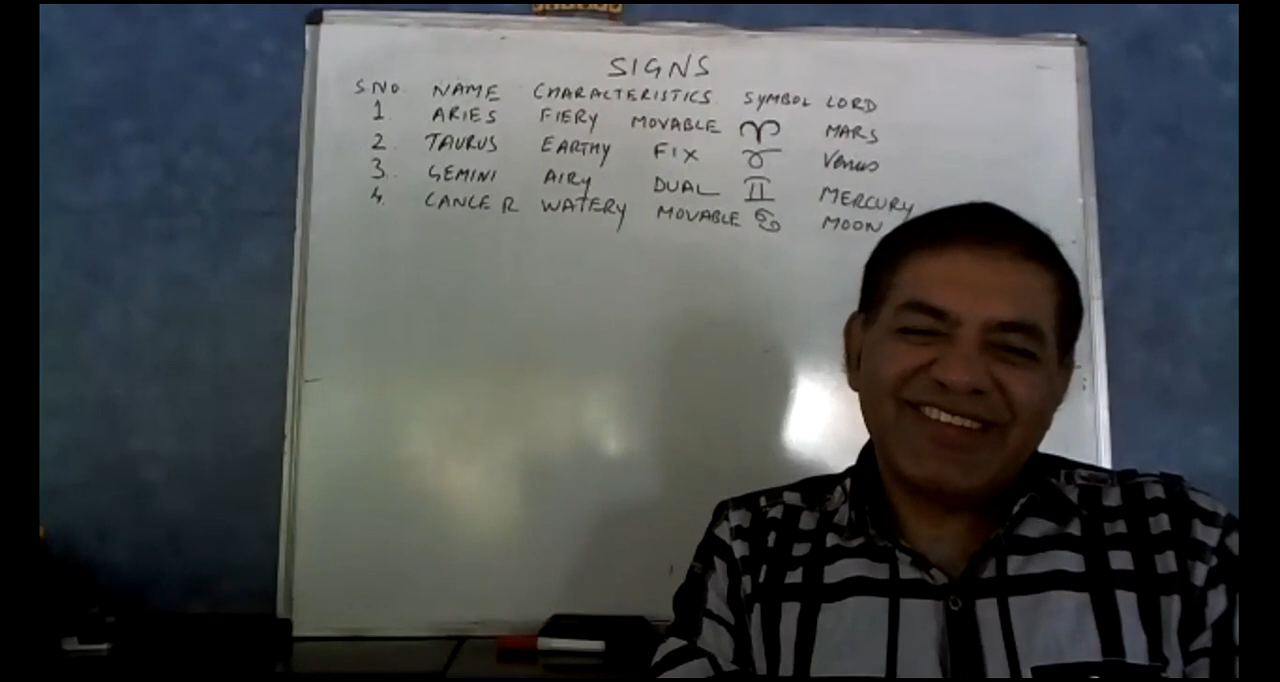 SIGNS
S NO. NAME CHARACTERISTICS SYMBOL LORD
1. ARIES FIERY MOVABLE ♈ MARS
2. TAURUS EARTHY FIX ♉ Venus
3. GEMINI AIRY DUAL ♊ MERCURY
4. CANCER WATERY MOVABLE ♋ MOON